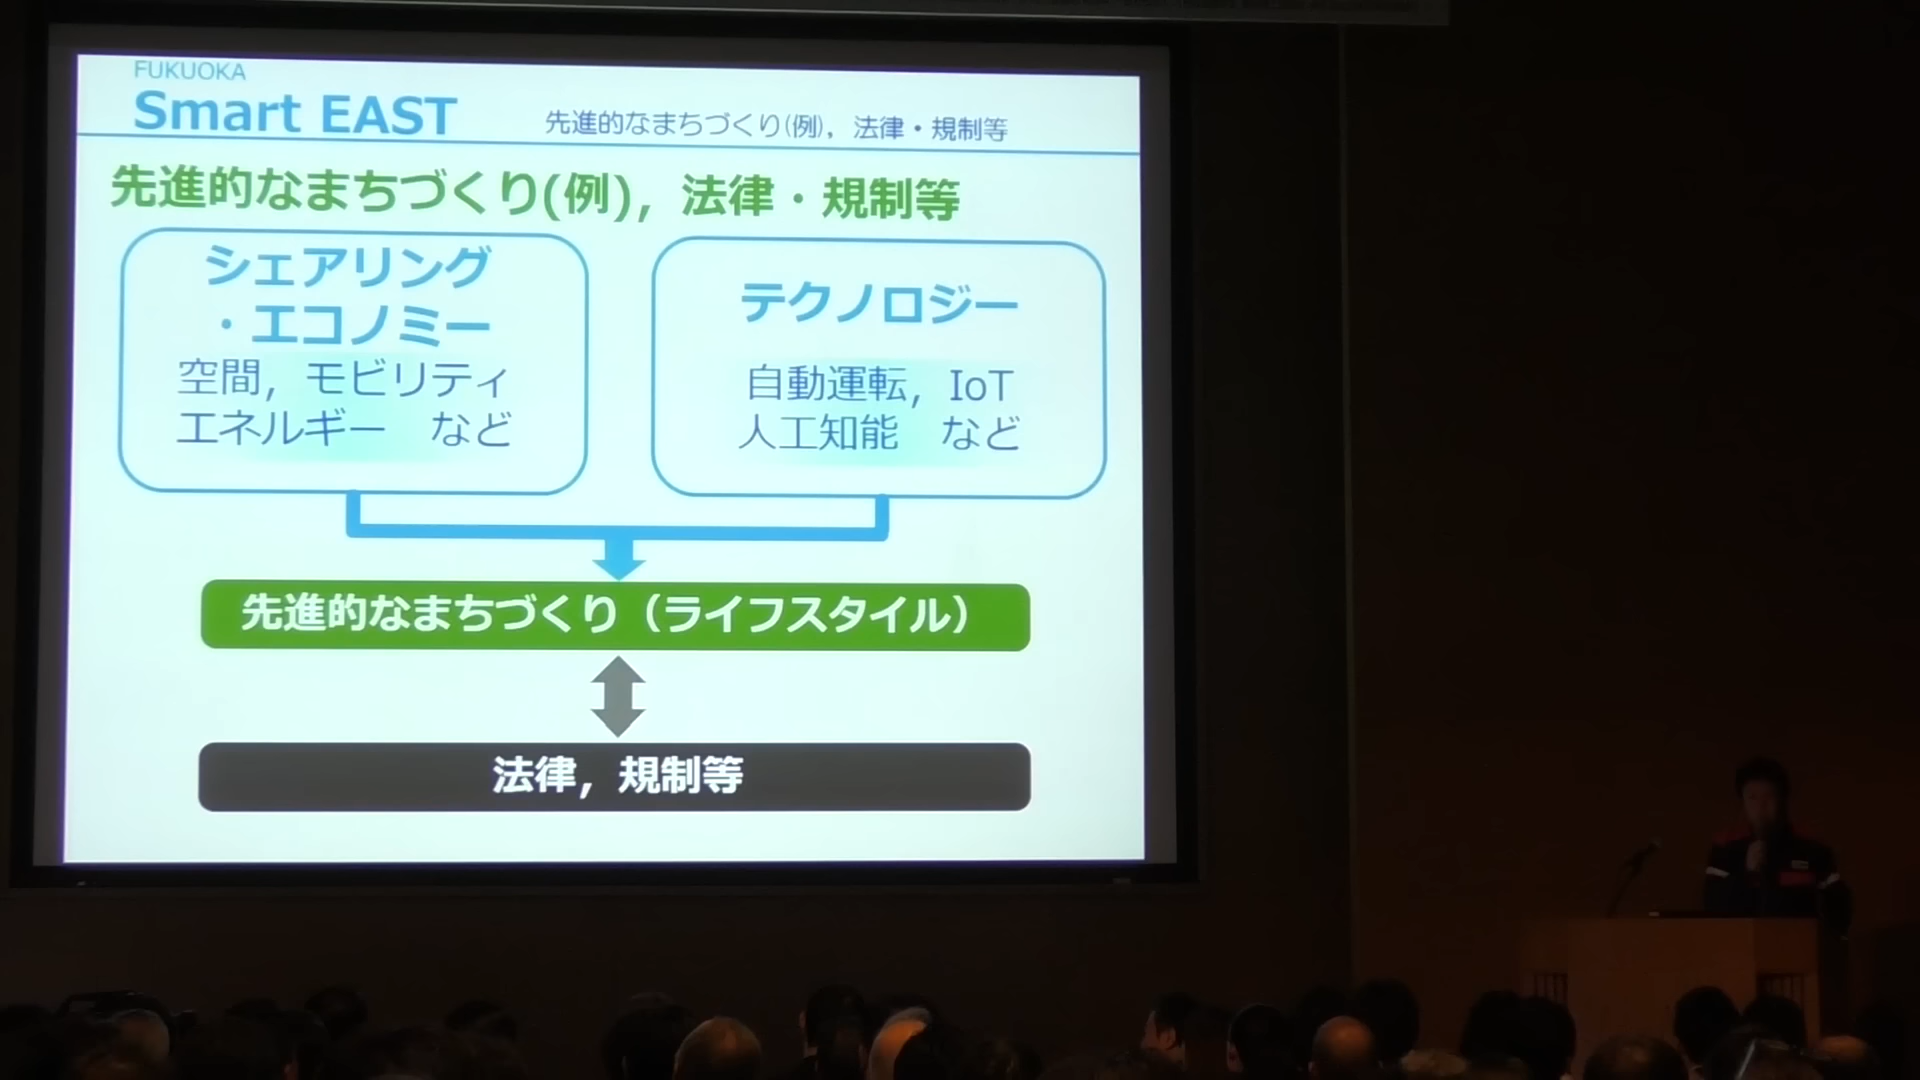 FUKUOKA
Smart EAST
先進的なまちづくり(例)，法律・規制等
先進的なまちづくり(例)，法律・規制等
シェアリング
・エコノミー
空間，モビリティ
エネルギー　など
テクノロジー
自動運転，IoT
人工知能　など
先進的なまちづくり（ライフスタイル）
法律，規制等